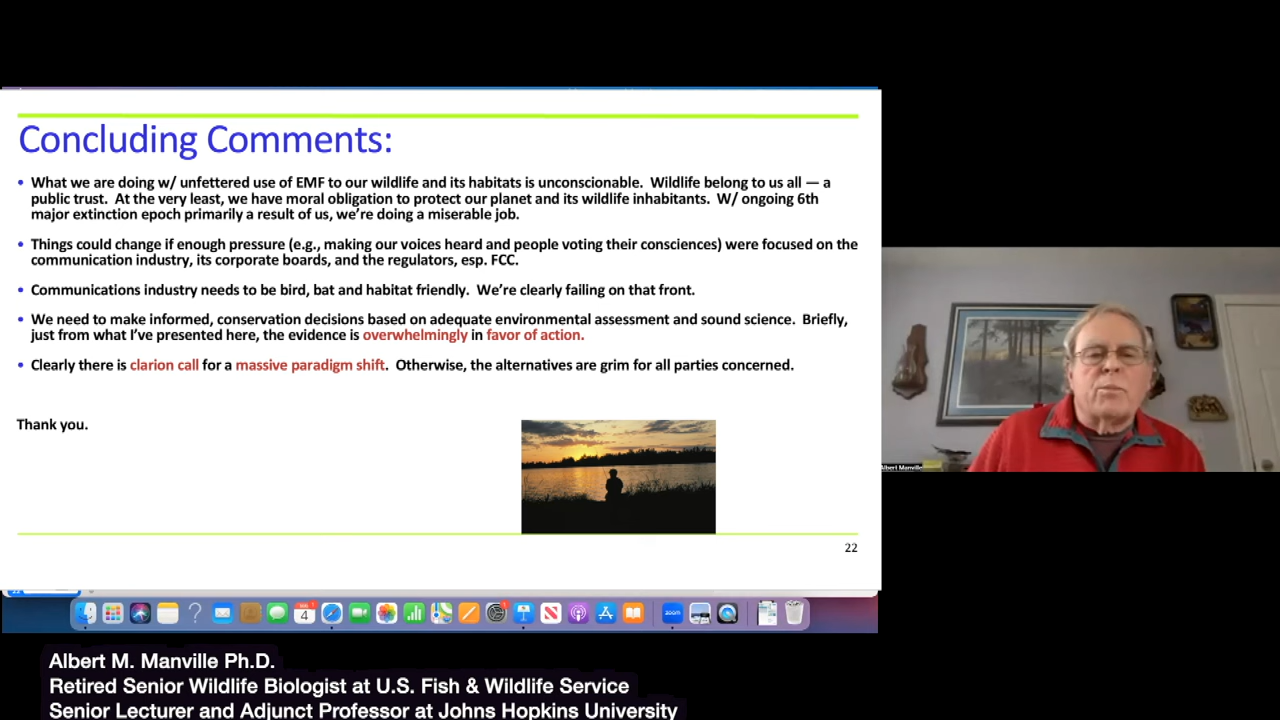 Concluding Comments:
• What we are doing w/ unfettered use of EMF to our wildlife and its habitats is unconscionable.  Wildlife belong to us all — a
public trust.  At the very least, we have moral obligation to protect our planet and its wildlife inhabitants.  W/ ongoing 6th
major extinction epoch primarily a result of us, we're doing a miserable job.
• Things could change if enough pressure (e.g., making our voices heard and people voting their consciences) were focused on the
communication industry, its corporate boards, and the regulators, esp. FCC.
• Communications industry needs to be bird, bat and habitat friendly.  We're clearly failing on that front.
• We need to make informed, conservation decisions based on adequate environmental assessment and sound science.  Briefly,
just from what I've presented here, the evidence is overwhelmingly in favor of action.
• Clearly there is clarion call for a massive paradigm shift.  Otherwise, the alternatives are grim for all parties concerned.
Thank you.
22
Albert Manville
4
zoom
Albert M. Manville Ph.D.
Retired Senior Wildlife Biologist at U.S. Fish & Wildlife Service
Senior Lecturer and Adjunct Professor at Johns Hopkins University